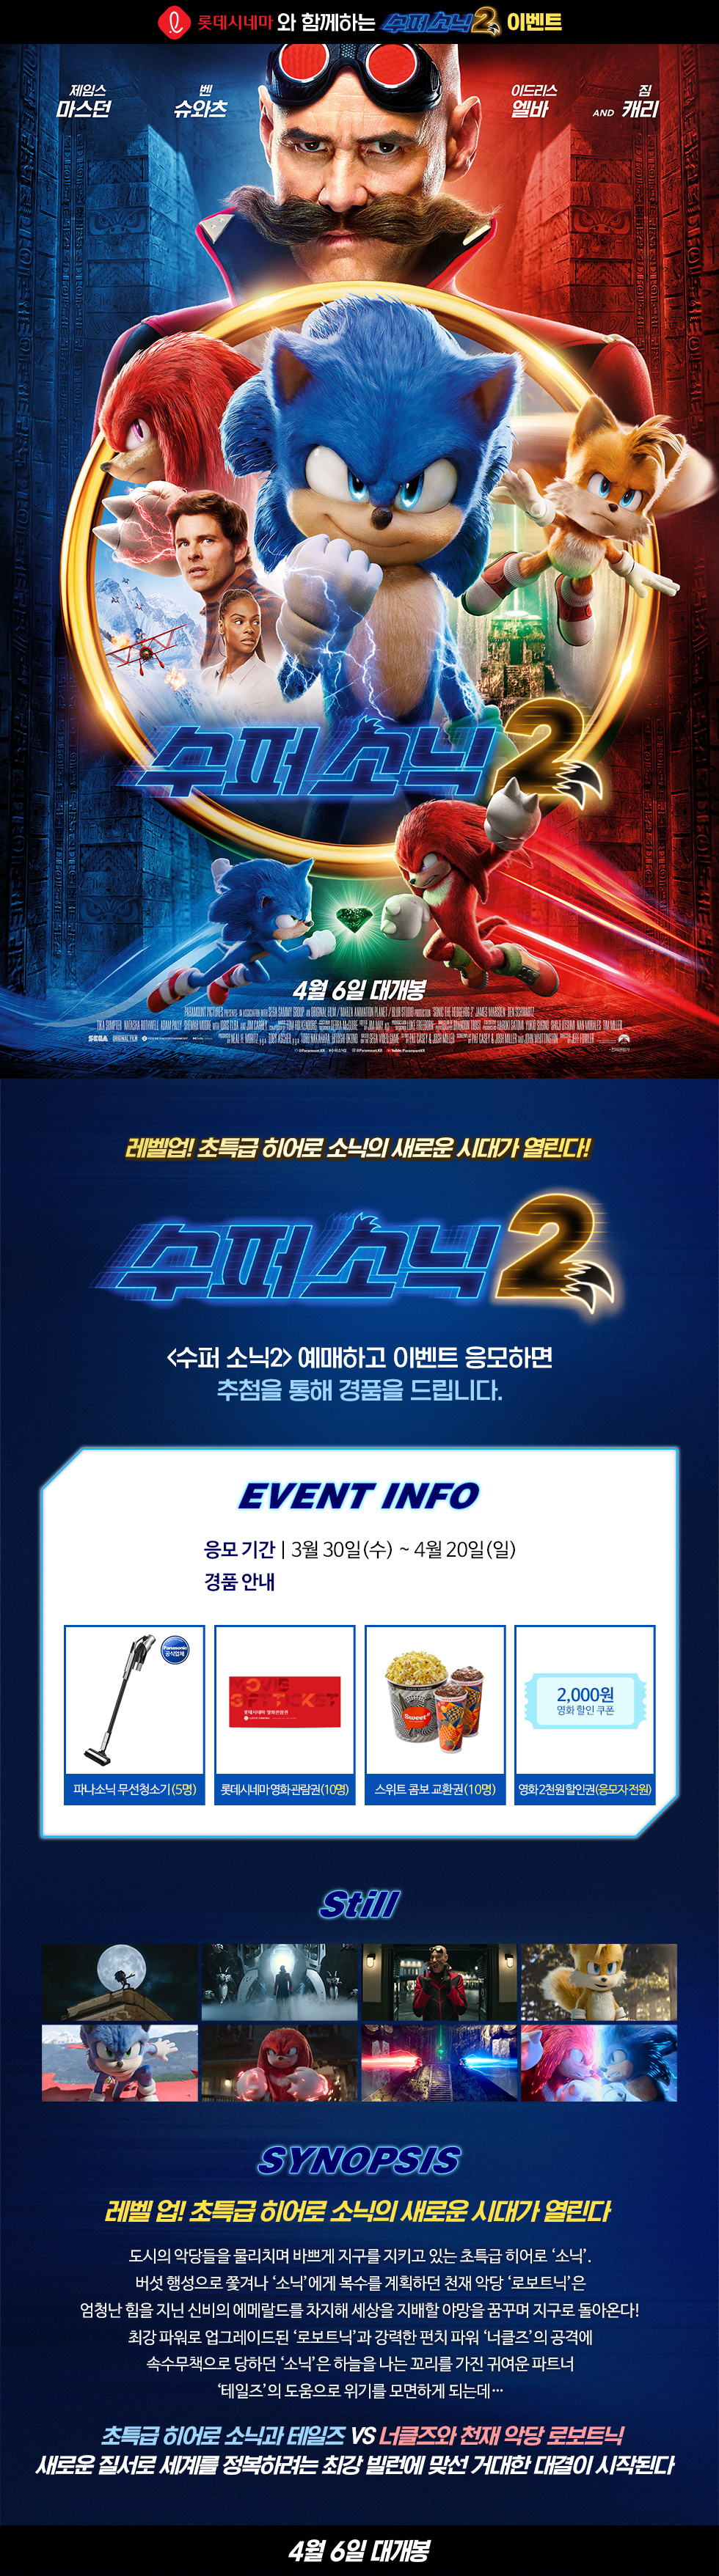 롯데시네마 와 함께하는 수퍼소닉2 이벤트
제임스 마스던
벤 슈와츠
이드리스 엘바
AND 짐 캐리
수퍼소닉2
4월 6일 대개봉
레벨업! 초특급 히어로 소닉의 새로운 시대가 열린다!
수퍼소닉2
<수퍼 소닉2> 예매하고 이벤트 응모하면
추첨을 통해 경품을 드립니다.
EVENT INFO
응모 기간 | 3월 30일(수) ~ 4월 20일(일)
경품 안내
Panasonic
공식업체
롯데시네마 영화관람권
Sweet
2,000원
영화 할인 쿠폰
파나소닉 무선청소기(5명)
롯데시네마 영화관람권(10명)
스위트 콤보 교환권(10명)
영화 2천원 할인권(응모자 전원)
Still
SYNOPSIS
레벨 업! 초특급 히어로 소닉의 새로운 시대가 열린다
도시의 악당들을 물리치며 바쁘게 지구를 지키고 있는 초특급 히어로 ‘소닉’.
버섯 행성으로 쫓겨나 ‘소닉’에게 복수를 계획하던 천재 악당 ‘로보트닉’은
엄청난 힘을 지닌 신비의 에메랄드를 차지해 세상을 지배할 야망을 꿈꾸며 지구로 돌아온다!
최강 파워로 업그레이드된 ‘로보트닉’과 강력한 펀치 파워 ‘너클즈’의 공격에
속수무책으로 당하던 ‘소닉’은 하늘을 나는 꼬리를 가진 귀여운 파트너
‘테일즈’의 도움으로 위기를 모면하게 되는데…
초특급 히어로 소닉과 테일즈 VS 너클즈와 천재 악당 로보트닉
새로운 질서로 세계를 정복하려는 최강 빌런에 맞선 거대한 대결이 시작된다
4월 6일 대개봉